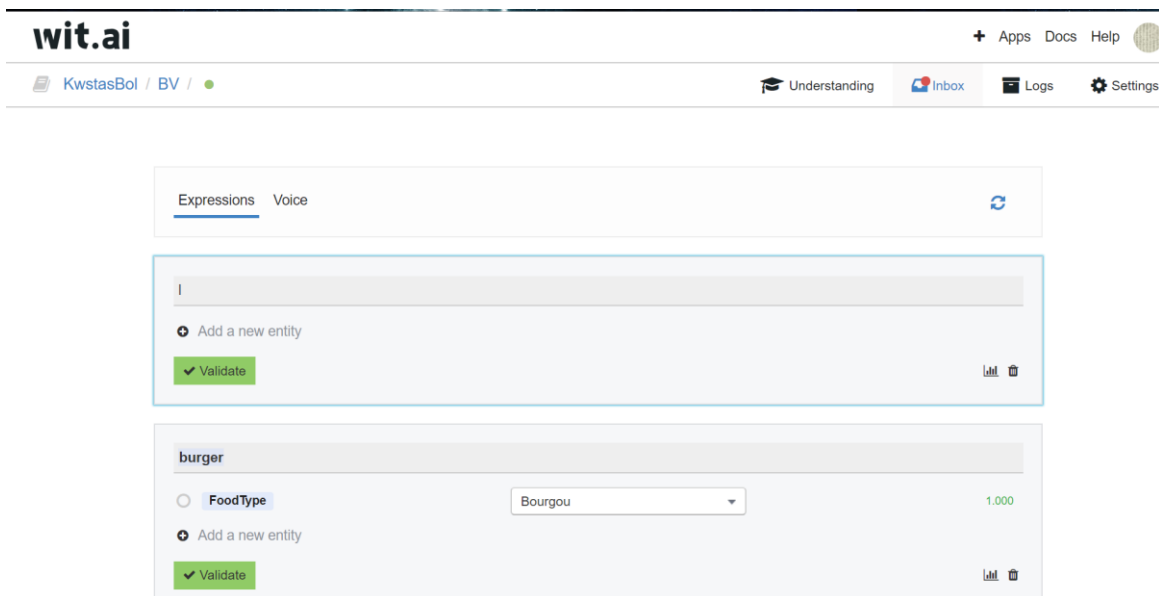 wit.ai
+ Apps Docs Help
KwstasBol / BV /
Understanding Inbox Logs Settings
Expressions Voice
l
Add a new entity
Validate
burger
FoodType Bourgou 1.000
Add a new entity
Validate